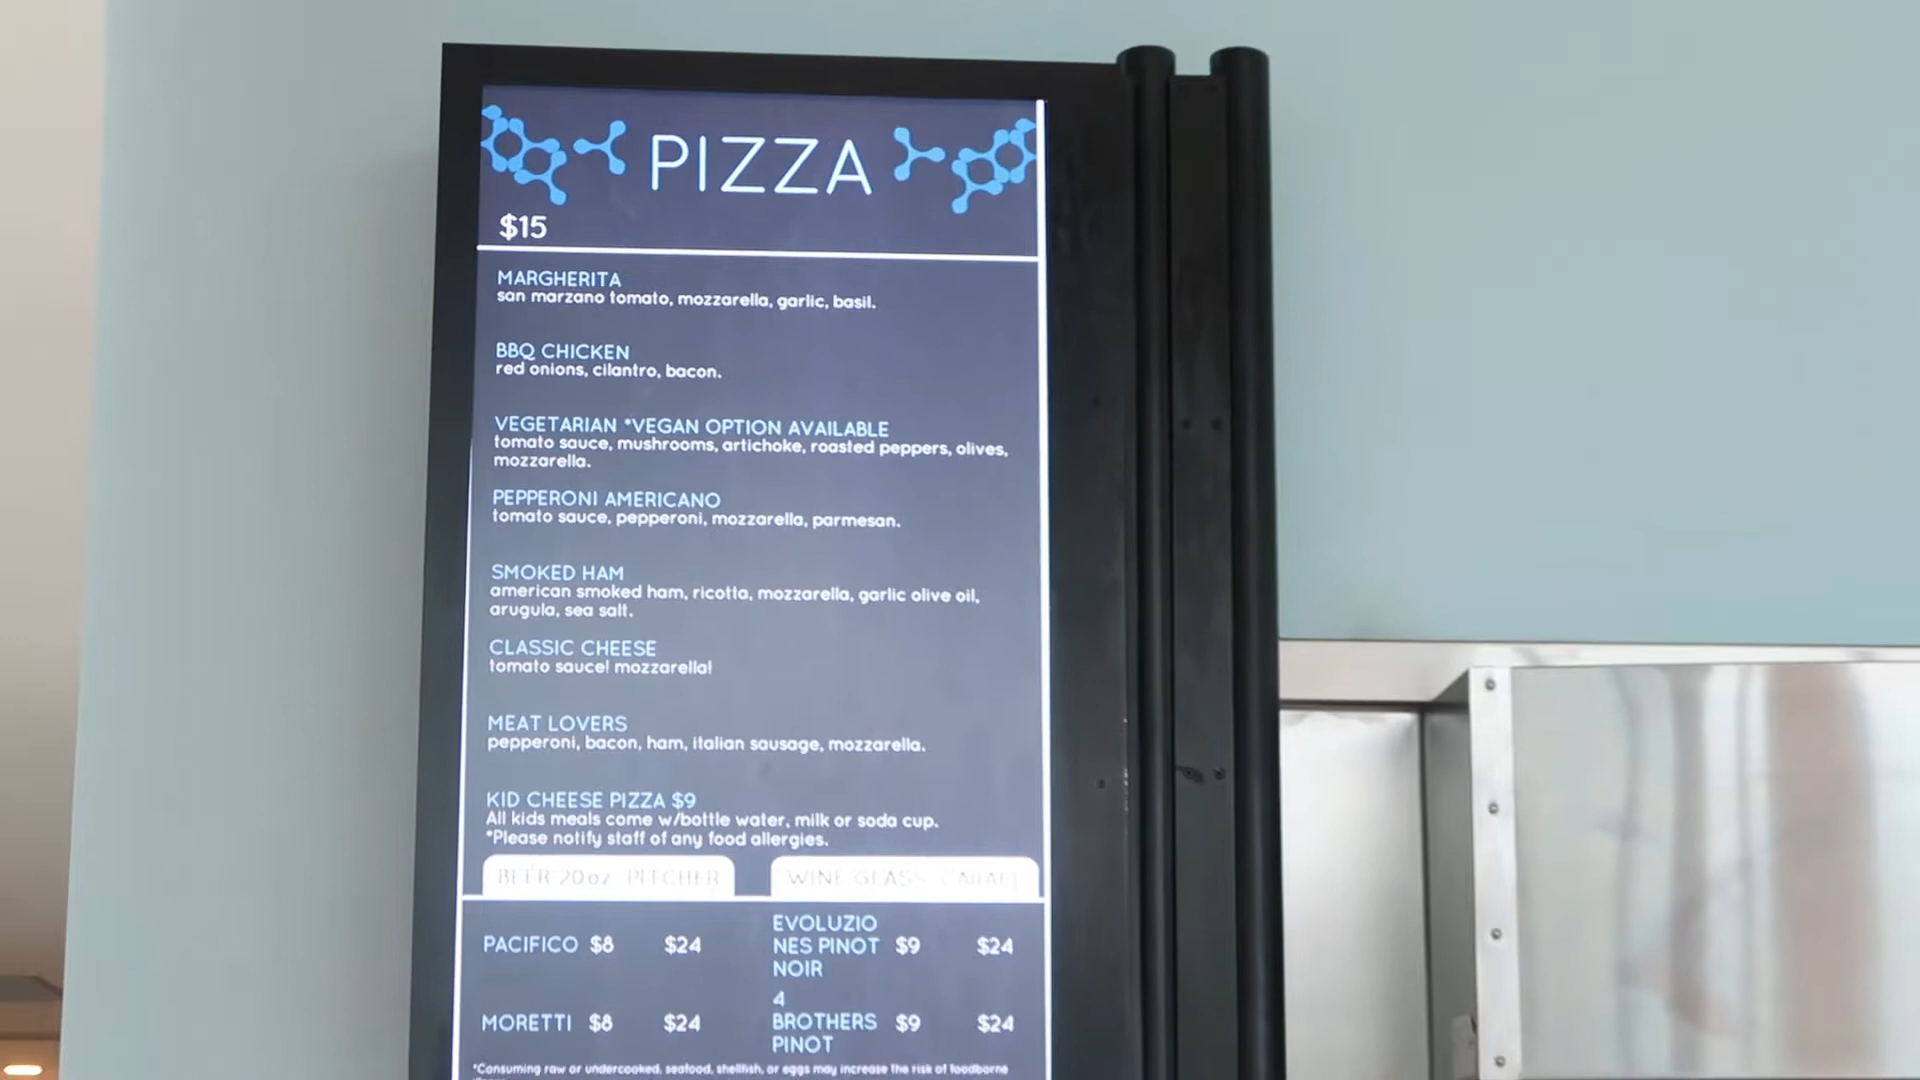 PIZZA
$15
MARGHERITA
san marzano tomato, mozzarella, garlic, basil.
BBQ CHICKEN
red onions, cilantro, bacon.
VEGETARIAN *VEGAN OPTION AVAILABLE
tomato sauce, mushrooms, artichoke, roasted peppers, olives,
mozzarella.
PEPPERONI AMERICANO
tomato sauce, pepperoni, mozzarella, parmesan.
SMOKED HAM
american smoked ham, ricotta, mozzarella, garlic olive oil,
arugula, sea salt.
CLASSIC CHEESE
tomato sauce! mozzarella!
MEAT LOVERS
pepperoni, bacon, ham, italian sausage, mozzarella.
KID CHEESE PIZZA $9
All kids meals come w/bottle water, milk or soda cup.
*Please notify staff of any food allergies.
BEER 20oz PITCHER
WINE GLASS CARAFE
PACIFICO $8 $24
EVOLUZIO
NES PINOT $9 $24
NOIR
MORETTI $8 $24
4
BROTHERS $9 $24
PINOT
*Consuming raw or undercooked, seafood, shellfish, or eggs may increase the risk of foodborne